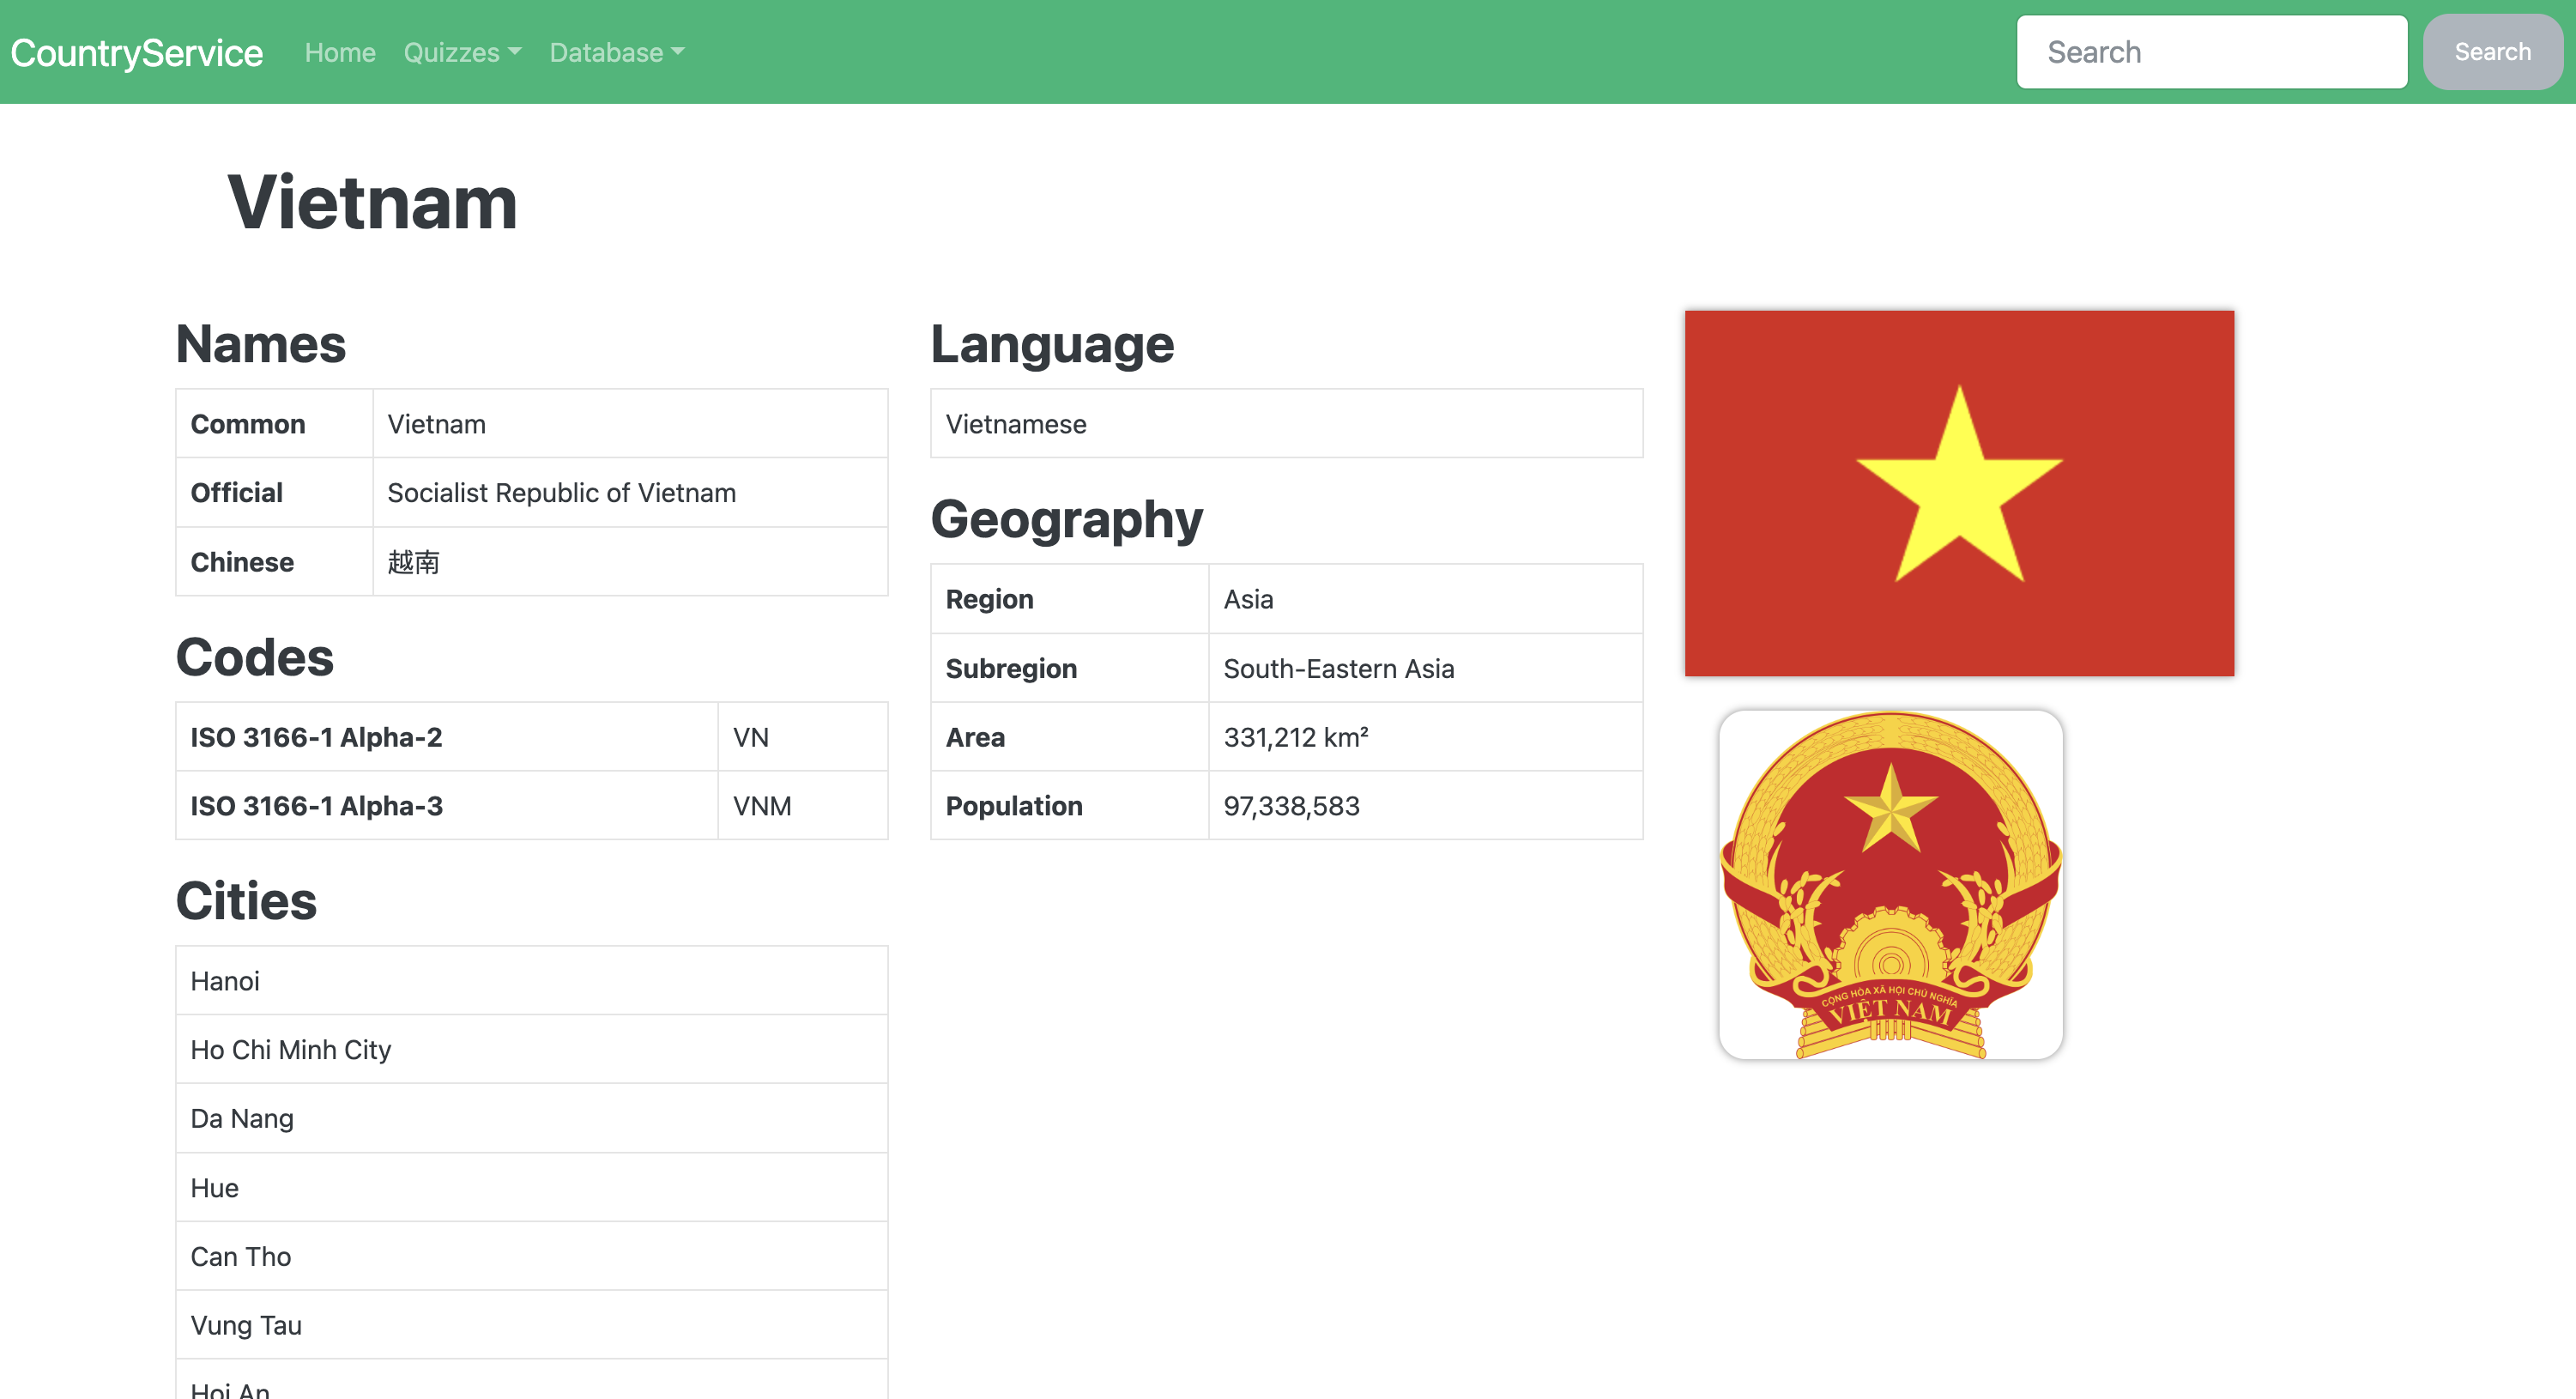 CountryService Home Quizzes Database Search Search
Vietnam
Names
Common Vietnam
Official Socialist Republic of Vietnam
Chinese 越南
Codes
ISO 3166-1 Alpha-2 VN
ISO 3166-1 Alpha-3 VNM
Cities
Hanoi
Ho Chi Minh City
Da Nang
Hue
Can Tho
Vung Tau
Hoi An
Language
Vietnamese
Geography
Region Asia
Subregion South-Eastern Asia
Area 331,212 km²
Population 97,338,583
CỘNG HÒA XÃ HỘI CHỦ NGHĨA
VIỆT NAM